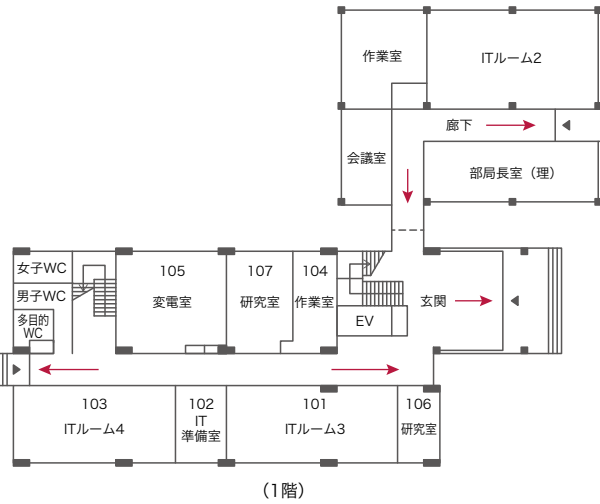 作業室
ITルーム2
廊下
会議室
部局長室（理）
女子WC
男子WC
多目的
WC
105
変電室
107
研究室
104
作業室
EV
玄関
103
ITルーム4
102
IT
準備室
101
ITルーム3
106
研究室
（1階）